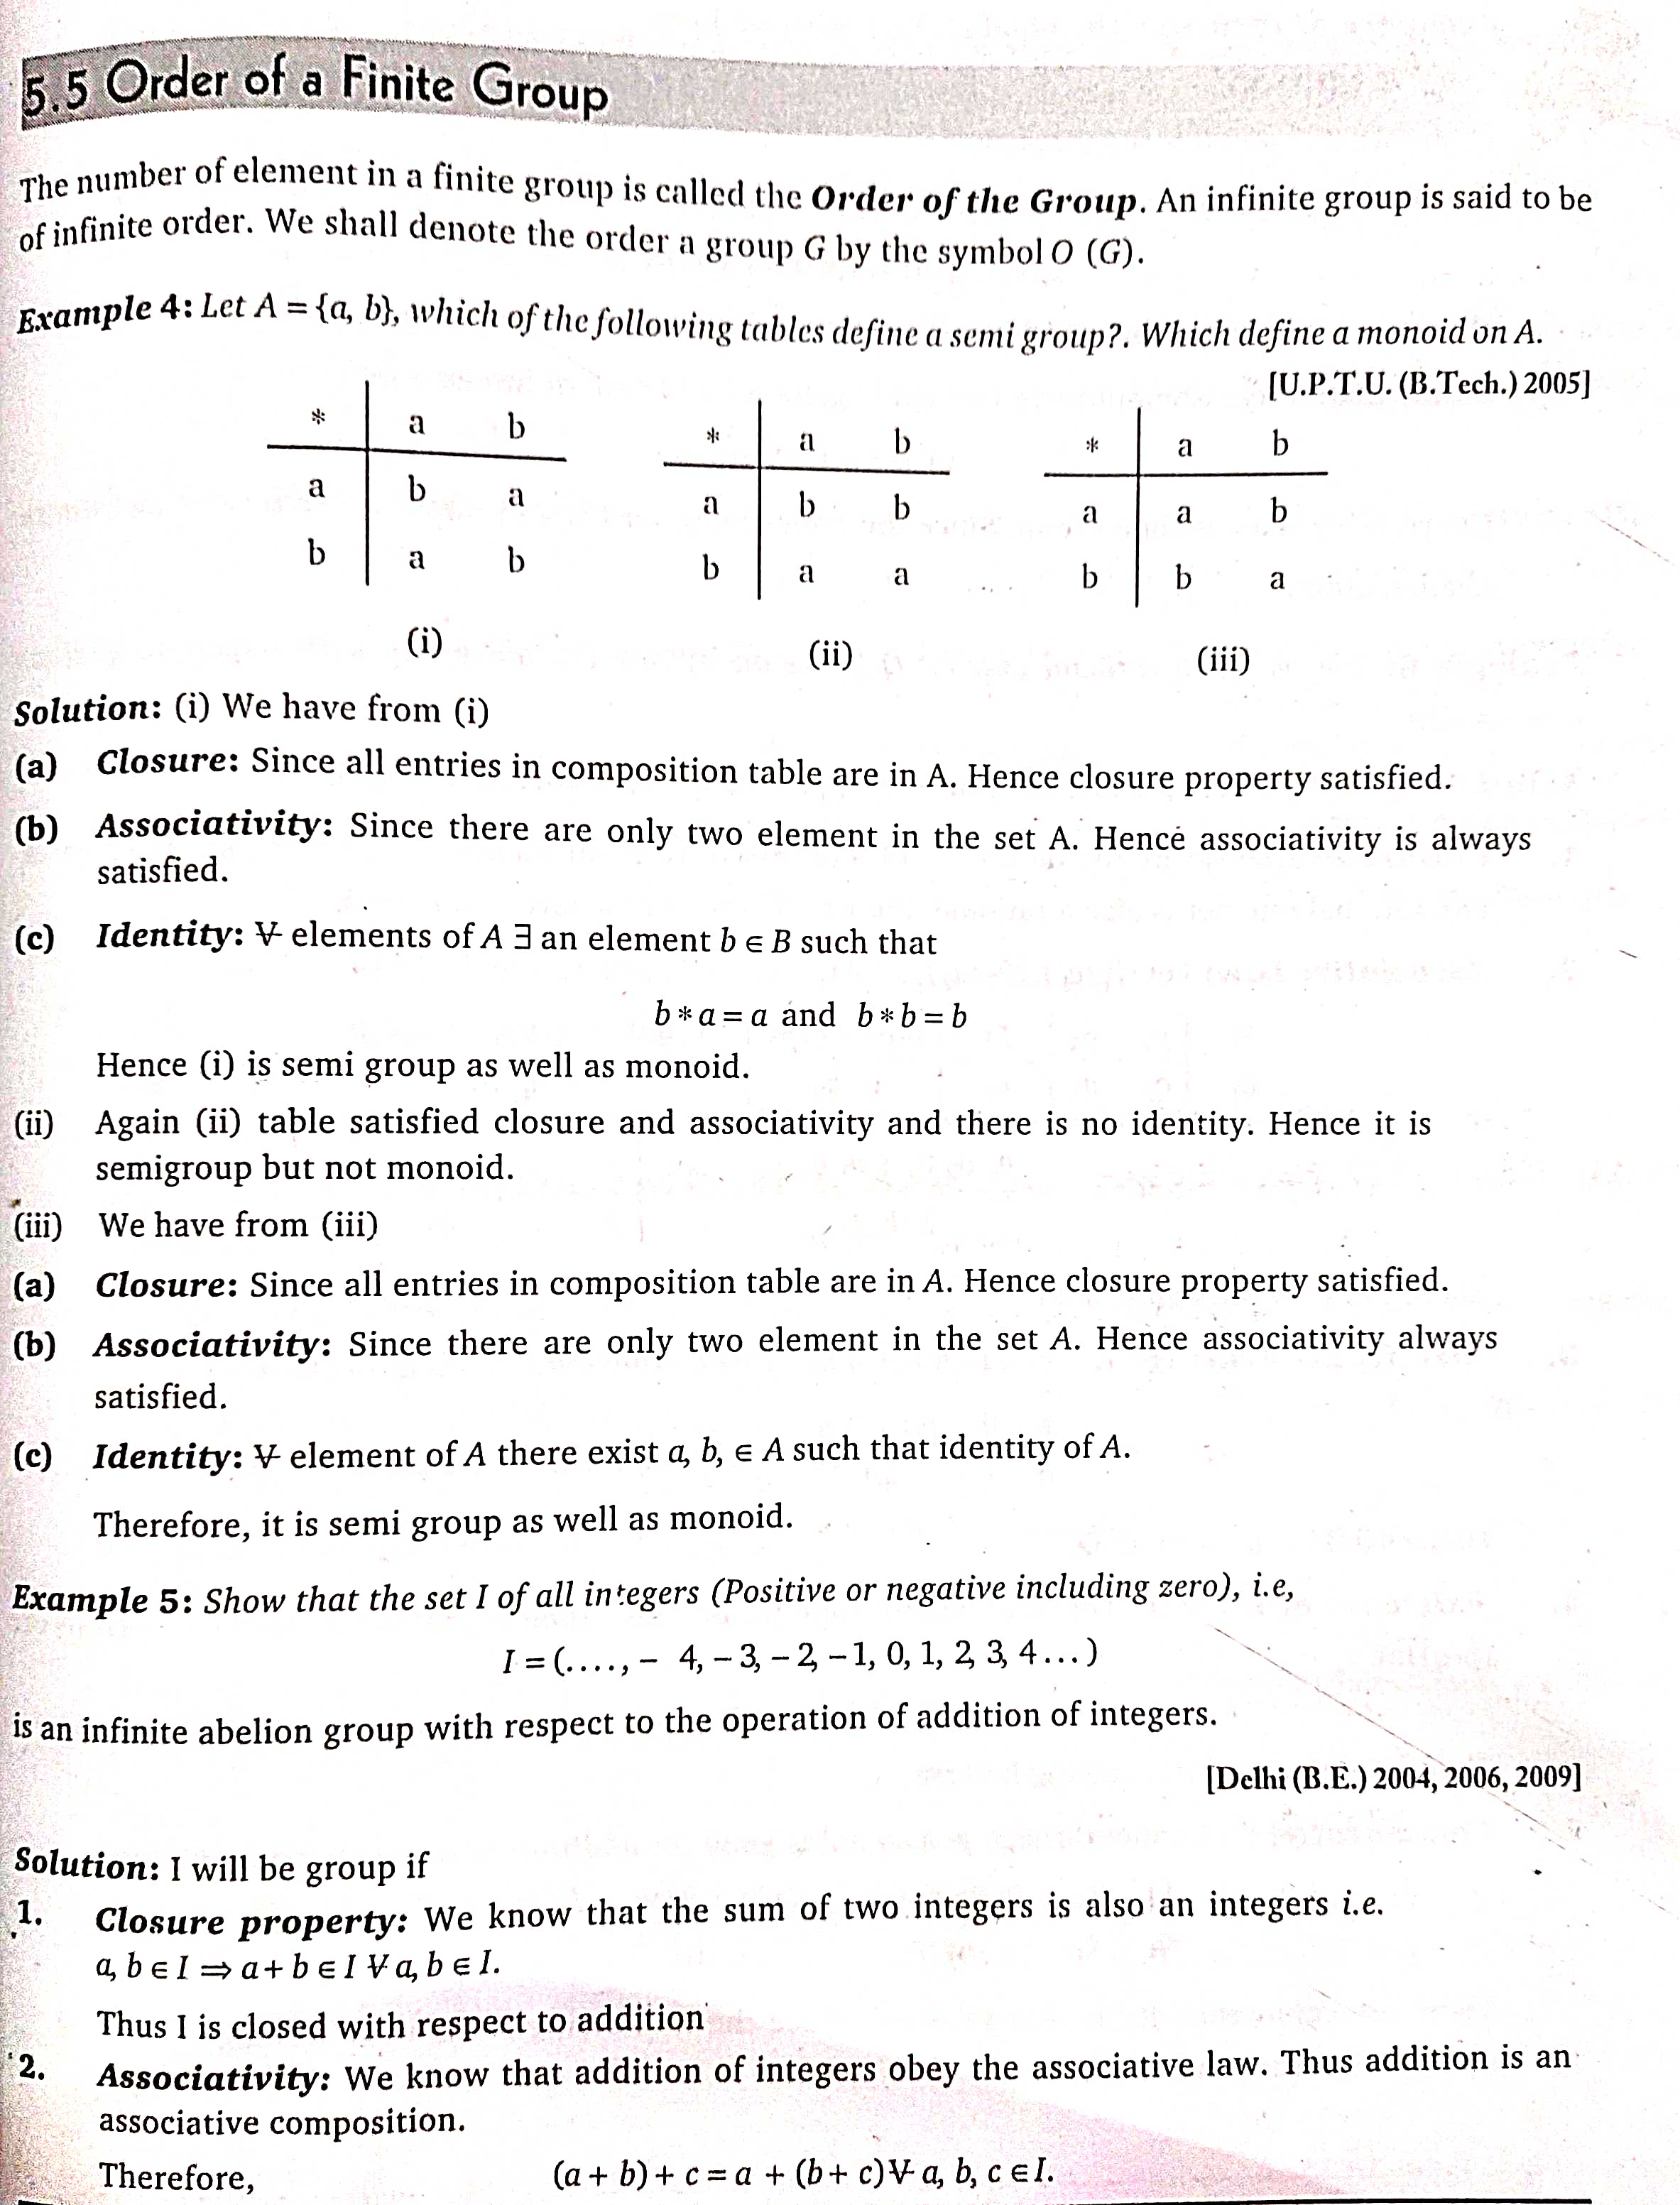 5.5 Order of a Finite Group
The number of element in a finite group is called the Order of the Group. An infinite group is said to be
of infinite order. We shall denote the order a group G by the symbol O (G).
Example 4: Let A = {a, b}, which of the following tables define a semi group?. Which define a monoid on A.
[U.P.T.U. (B.Tech.) 2005]
* a b * a b * a b
a b a a b b a a b
b a b b a a b b a
(i) (ii) (iii)
Solution: (i) We have from (i)
(a) Closure: Since all entries in composition table are in A. Hence closure property satisfied.
(b) Associativity: Since there are only two element in the set A. Hence associativity is always
satisfied.
(c) Identity: ∀ elements of A ∃ an element b ∈ B such that
b * a = a and b * b = b
Hence (i) is semi group as well as monoid.
(ii) Again (ii) table satisfied closure and associativity and there is no identity. Hence it is
semigroup but not monoid.
(iii) We have from (iii)
(a) Closure: Since all entries in composition table are in A. Hence closure property satisfied.
(b) Associativity: Since there are only two element in the set A. Hence associativity always
satisfied.
(c) Identity: ∀ element of A there exist a, b, ∈ A such that identity of A.
Therefore, it is semi group as well as monoid.
Example 5: Show that the set I of all integers (Positive or negative including zero), i.e,
I = (...., – 4, – 3, – 2, – 1, 0, 1, 2, 3, 4 ... )
is an infinite abelion group with respect to the operation of addition of integers.
[Delhi (B.E.) 2004, 2006, 2009]
Solution: I will be group if
1. Closure property: We know that the sum of two integers is also an integers i.e.
a, b ∈ I ⇒ a + b ∈ I ∀ a, b ∈ I.
Thus I is closed with respect to addition
2. Associativity: We know that addition of integers obey the associative law. Thus addition is an
associative composition.
Therefore, (a + b) + c = a + (b + c) ∀ a, b, c ∈ I.